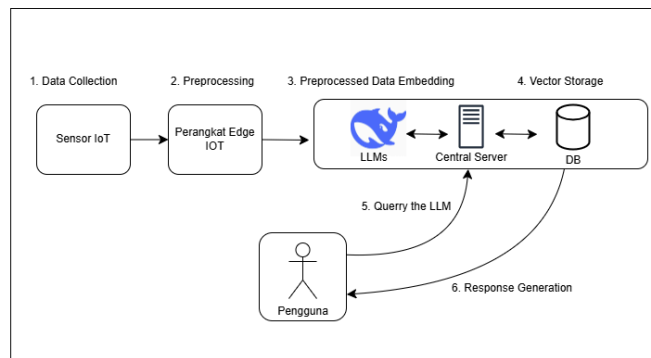 1. Data Collection
2. Preprocessing
3. Preprocessed Data Embedding
4. Vector Storage
Sensor IoT
Perangkat Edge
IOT
LLMs
Central Server
DB
5. Querry the LLM
6. Response Generation
Pengguna